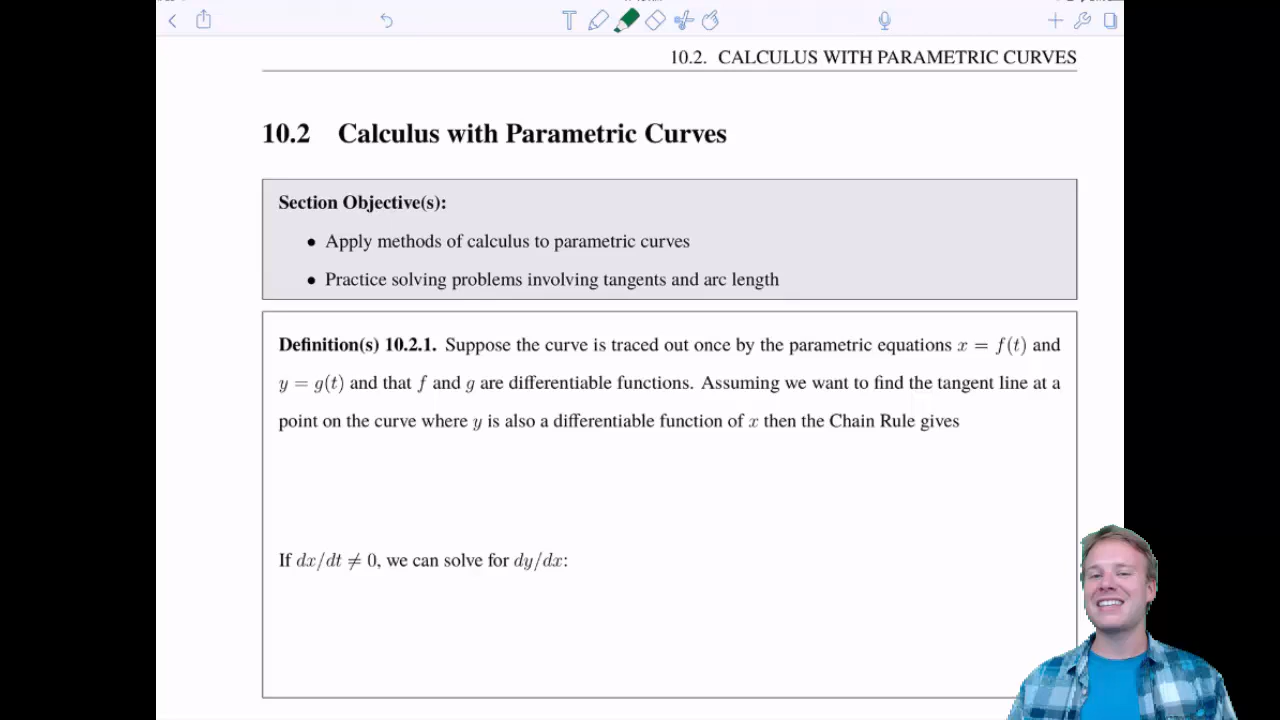 10.2. CALCULUS WITH PARAMETRIC CURVES
10.2 Calculus with Parametric Curves
Section Objective(s):
• Apply methods of calculus to parametric curves
• Practice solving problems involving tangents and arc length
Definition(s) 10.2.1. Suppose the curve is traced out once by the parametric equations x = f(t) and
y = g(t) and that f and g are differentiable functions. Assuming we want to find the tangent line at a
point on the curve where y is also a differentiable function of x then the Chain Rule gives
If dx/dt ≠ 0, we can solve for dy/dx: